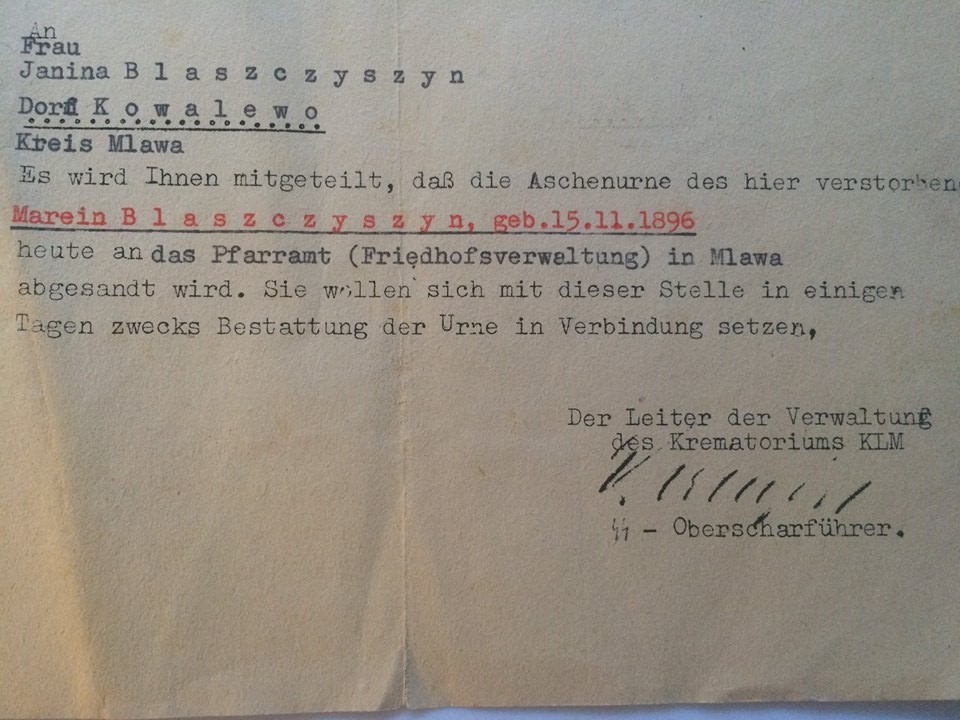 An
Frau
Janina B l a s z c z y s z y n
Dorf K o w a l e w o
Kreis Mlawa
Es wird Ihnen mitgeteilt, daß die Aschenurne des hier verstorben
Marein B l a s z c z y s z y n, geb.15.11.1896
heute an das Pfarramt (Friedhofsverwaltung) in Mlawa
abgesandt wird. Sie wollen sich mit dieser Stelle in einigen
Tagen zwecks Bestattung der Urne in Verbindung setzen,
Der Leiter der Verwaltung
des Krematoriums KLM
SS - Oberscharführer.